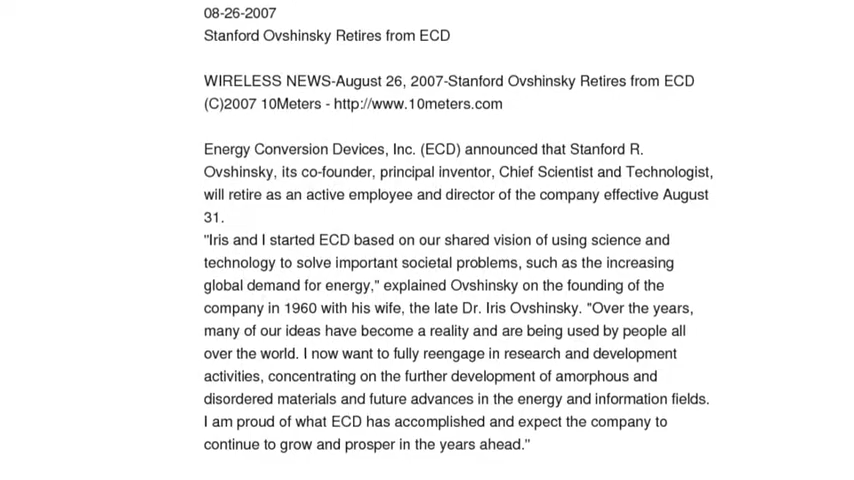 08-26-2007
Stanford Ovshinsky Retires from ECD
WIRELESS NEWS-August 26, 2007-Stanford Ovshinsky Retires from ECD
(C)2007 10Meters - http://www.10meters.com
Energy Conversion Devices, Inc. (ECD) announced that Stanford R.
Ovshinsky, its co-founder, principal inventor, Chief Scientist and Technologist,
will retire as an active employee and director of the company effective August
31.
"Iris and I started ECD based on our shared vision of using science and
technology to solve important societal problems, such as the increasing
global demand for energy," explained Ovshinsky on the founding of the
company in 1960 with his wife, the late Dr. Iris Ovshinsky. "Over the years,
many of our ideas have become a reality and are being used by people all
over the world. I now want to fully reengage in research and development
activities, concentrating on the further development of amorphous and
disordered materials and future advances in the energy and information fields.
I am proud of what ECD has accomplished and expect the company to
continue to grow and prosper in the years ahead."